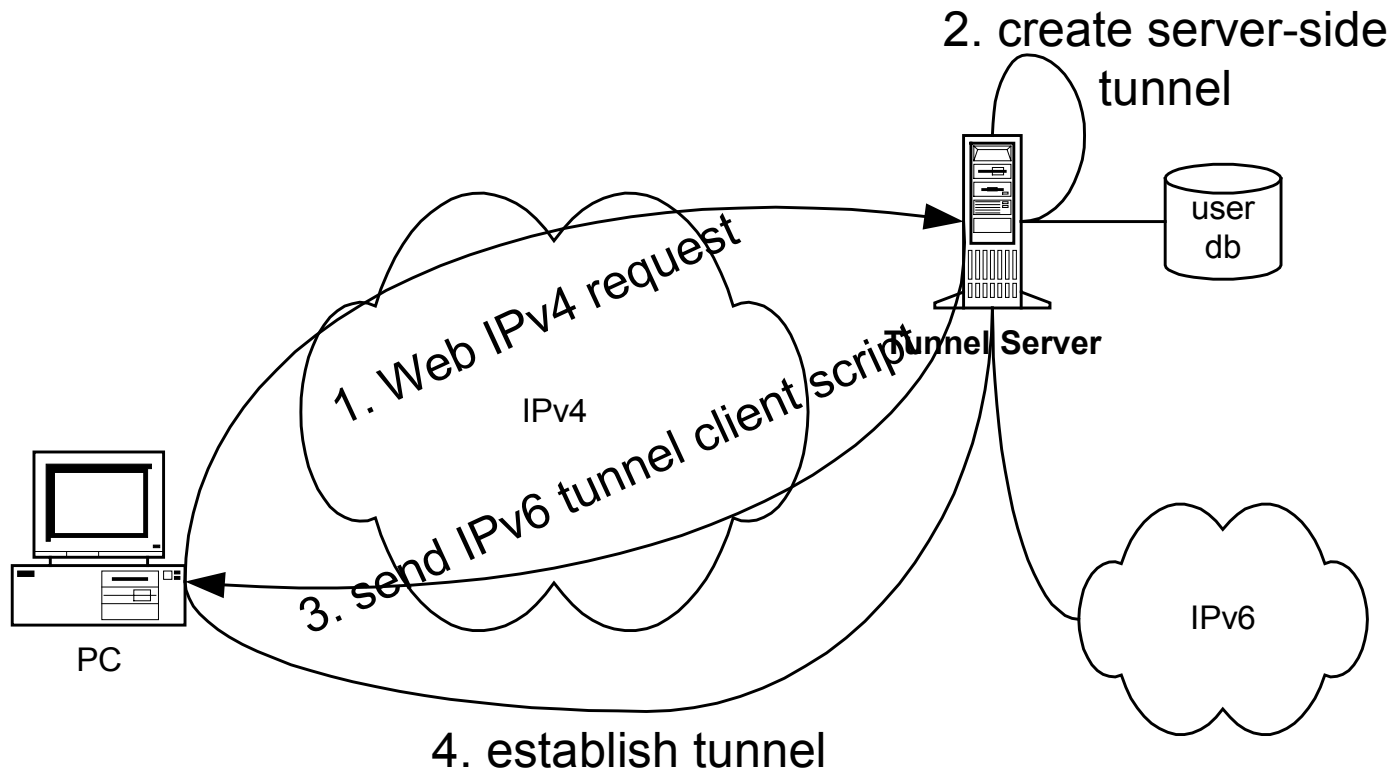 2. create server-side
tunnel
user
db
1. Web IPv4 request
Tunnel Server
IPv4
3. send IPv6 tunnel client script
IPv6
PC
4. establish tunnel